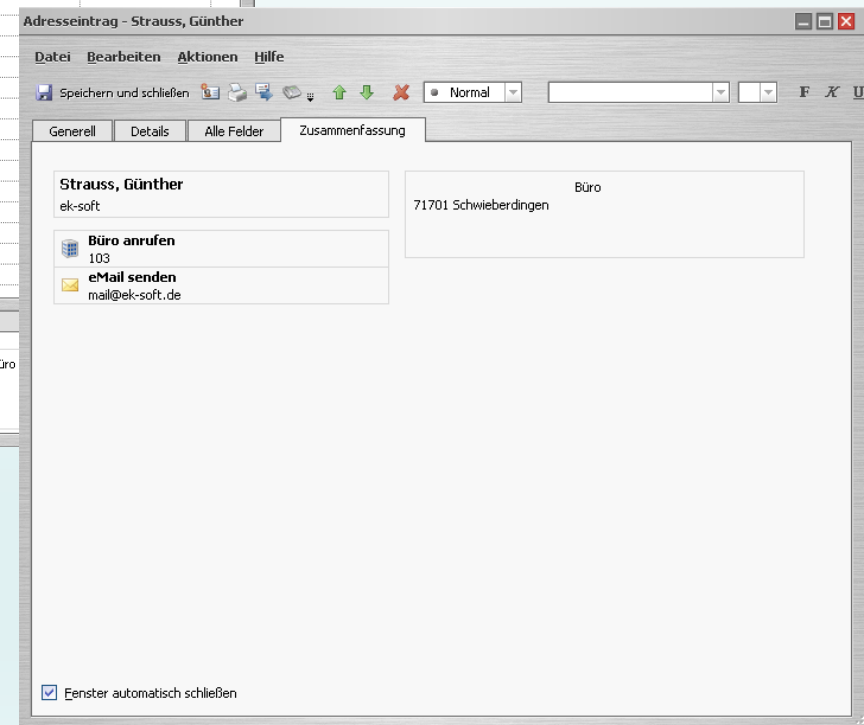 Adresseintrag - Strauss, Günther
Datei Bearbeiten Aktionen Hilfe
Speichern und schließen Normal F K U
Generell Details Alle Felder Zusammenfassung
Strauss, Günther
ek-soft
Büro
71701 Schwieberdingen
Büro anrufen
103
eMail senden
mail@ek-soft.de
üro
Fenster automatisch schließen